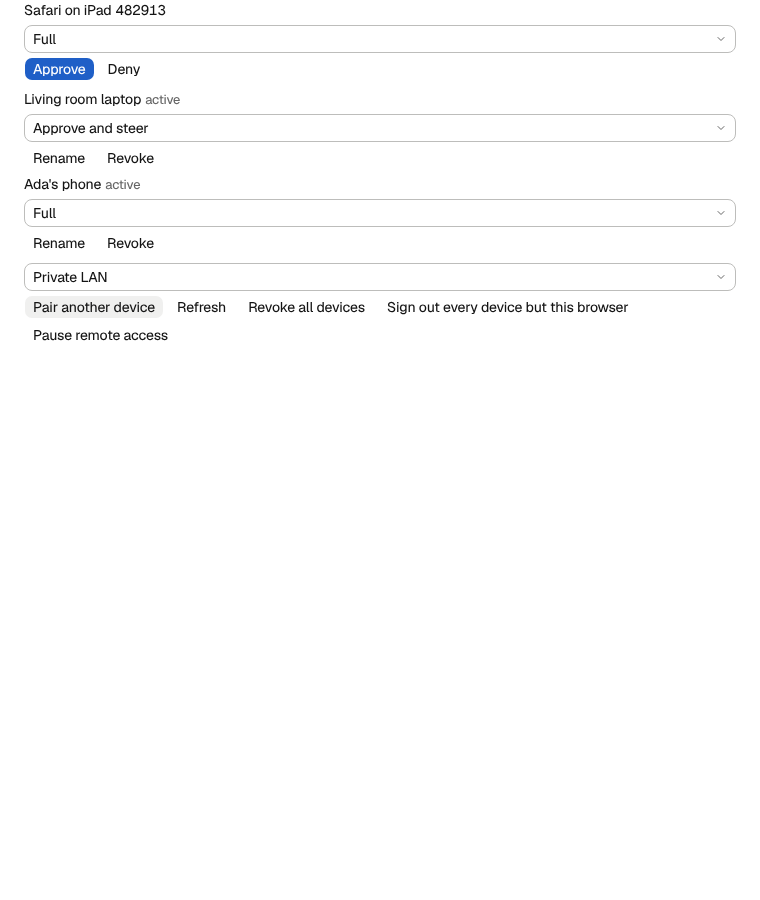 Safari on iPad 482913
Full
Approve Deny
Living room laptop active
Approve and steer
Rename Revoke
Ada's phone active
Full
Rename Revoke
Private LAN
Pair another device Refresh Revoke all devices Sign out every device but this browser
Pause remote access